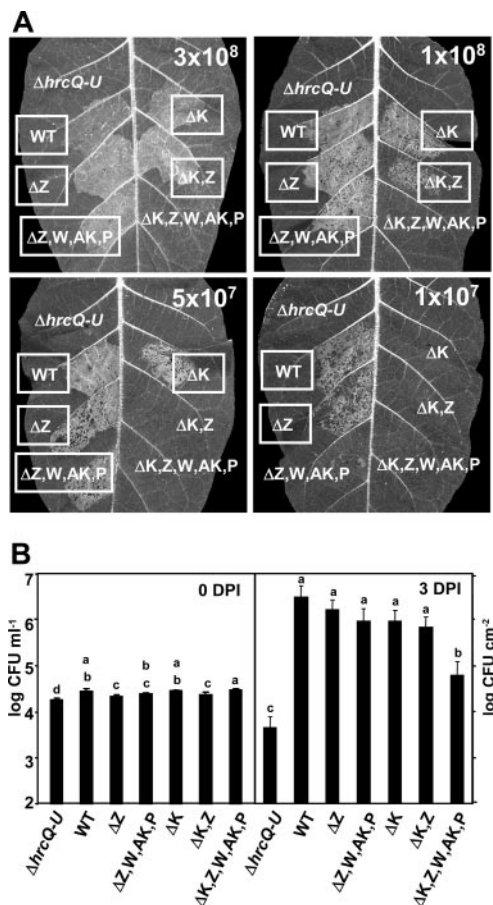 A
3x10⁸
ΔhrcQ-U
WT
ΔK
ΔZ
ΔK,Z
ΔZ,W,AK,P
ΔK,Z,W,AK,P
1x10⁸
ΔhrcQ-U
WT
ΔK
ΔZ
ΔK,Z
ΔZ,W,AK,P
ΔK,Z,W,AK,P
5x10⁷
ΔhrcQ-U
WT
ΔK
ΔZ
ΔK,Z
ΔZ,W,AK,P
ΔK,Z,W,AK,P
1x10⁷
ΔhrcQ-U
WT
ΔK
ΔZ
ΔK,Z
ΔZ,W,AK,P
ΔK,Z,W,AK,P
B
log CFU ml⁻¹
7
6
5
4
3
2
0 DPI
d
a
b
c
b
c
a
b
c
a
3 DPI
c
a
a
a
a
a
b
log CFU cm⁻²
ΔhrcQ-U
WT
ΔZ
ΔZ,W,AK,P
ΔK
ΔK,Z
ΔK,Z,W,AK,P
ΔhrcQ-U
WT
ΔZ
ΔZ,W,AK,P
ΔK
ΔK,Z
ΔK,Z,W,AK,P